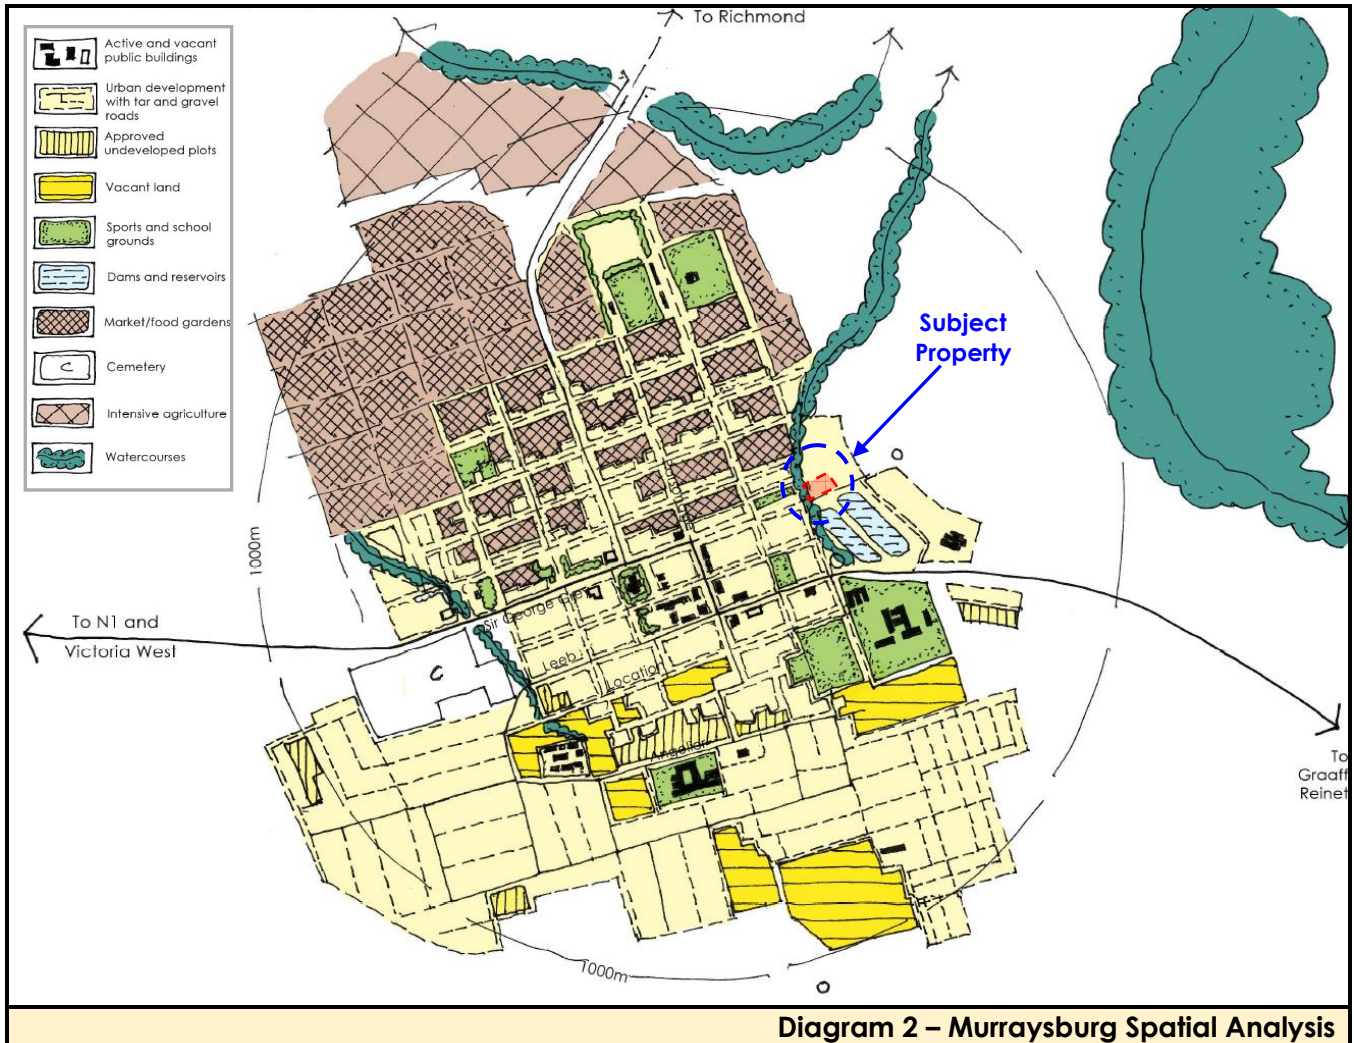 To Richmond
Active and vacant
public buildings
Urban development
with tar and gravel
roads
Approved
undeveloped plots
Vacant land
Sports and school
grounds
Dams and reservoirs
Market/food gardens
C
Cemetery
Intensive agriculture
Watercourses
Subject
Property
1000m
Sir George Grey
To N1 and
Victoria West
Leeb
C
Location
Angelier
To
Graaff
Reinet
1000m
Diagram 2 – Murraysburg Spatial Analysis